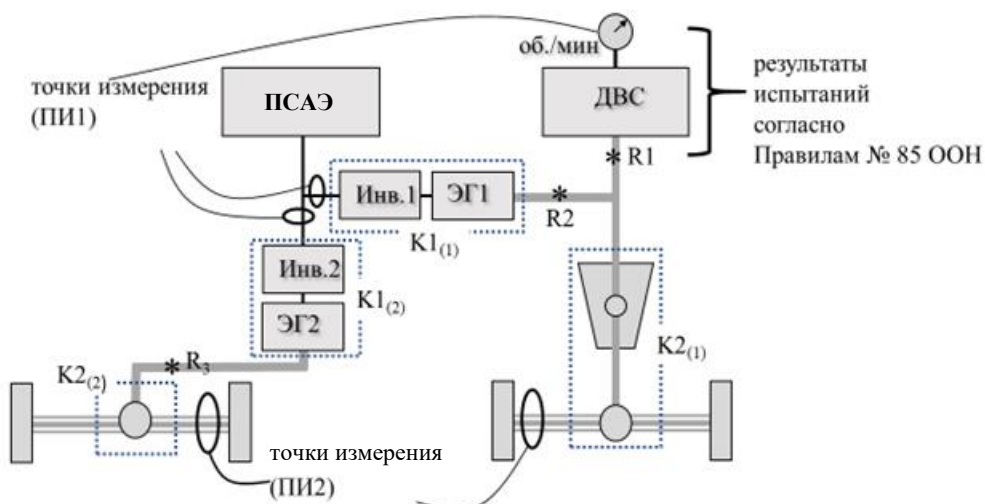 об./мин
точки измерения
(ПИ1)
ПСАЭ
ДВС
результаты
испытаний
согласно
Правилам № 85 ООН
* R1
Инв.1
ЭГ1
*
R2
K1(1)
Инв.2
K1(2)
ЭГ2
K2(1)
* R3
K2(2)
точки измерения
(ПИ2)